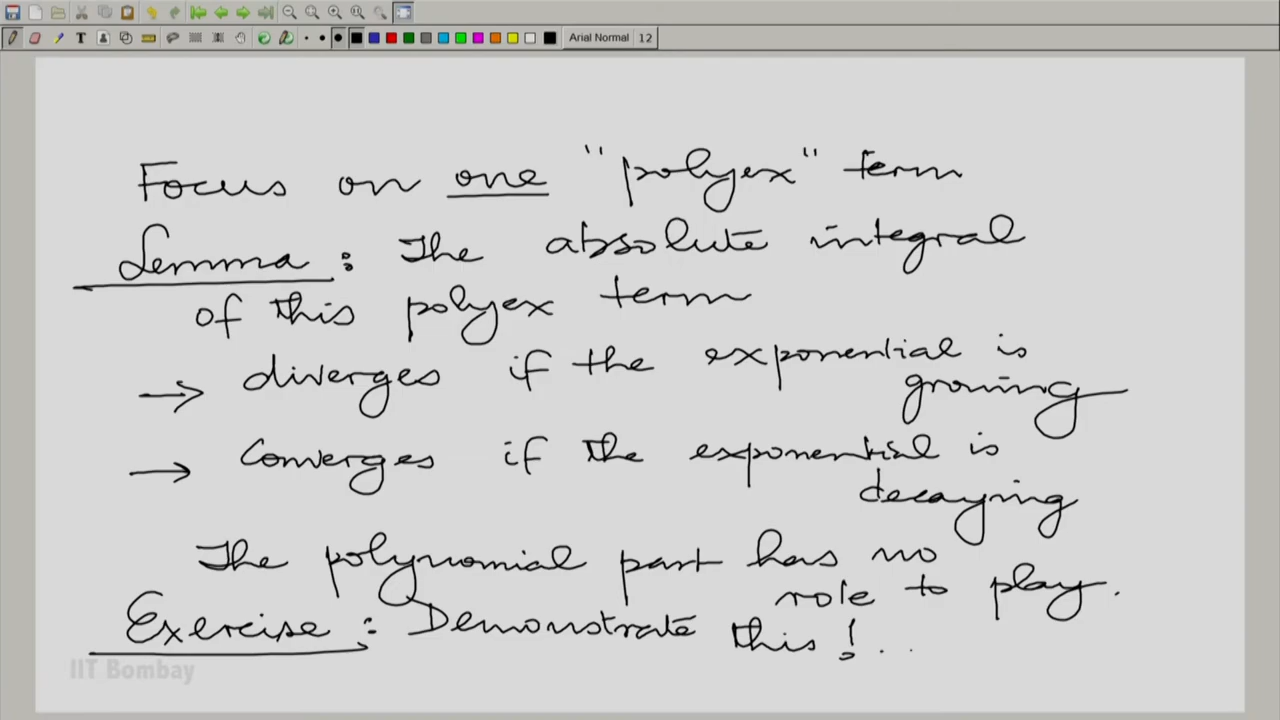 Arial Normal 12
Focus on one "polyex" term
Lemma : The absolute integral
of this polyex term
→ diverges if the exponential is
growing
→ Converges if the exponential is
decaying
The polynomial part has no
role to play.
Exercise : Demonstrate this! . .
IIT Bombay